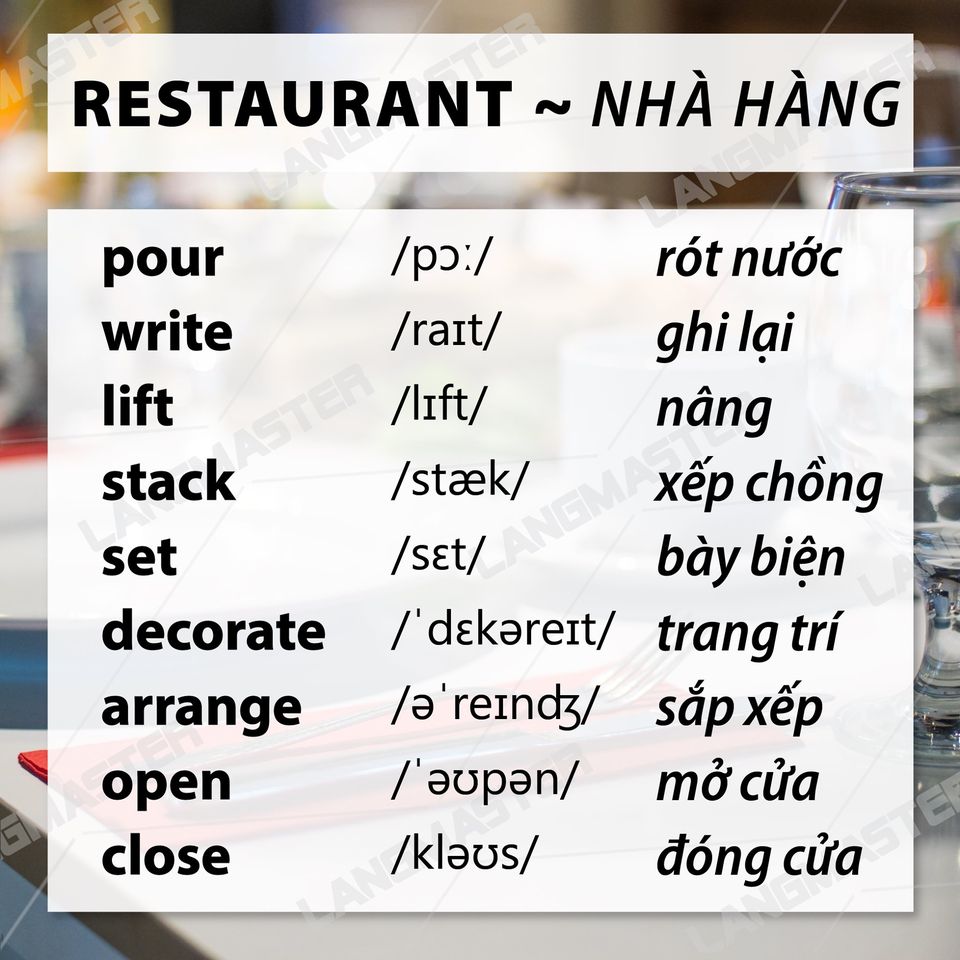 RESTAURANT ~ NHÀ HÀNG
pour /pɔː/ rót nước
write /raɪt/ ghi lại
lift /lɪft/ nâng
stack /stæk/ xếp chồng
set /sɛt/ bày biện
decorate /ˈdɛkəreɪt/ trang trí
arrange /əˈreɪnʤ/ sắp xếp
open /ˈəʊpən/ mở cửa
close /kləʊs/ đóng cửa
LANGMASTER